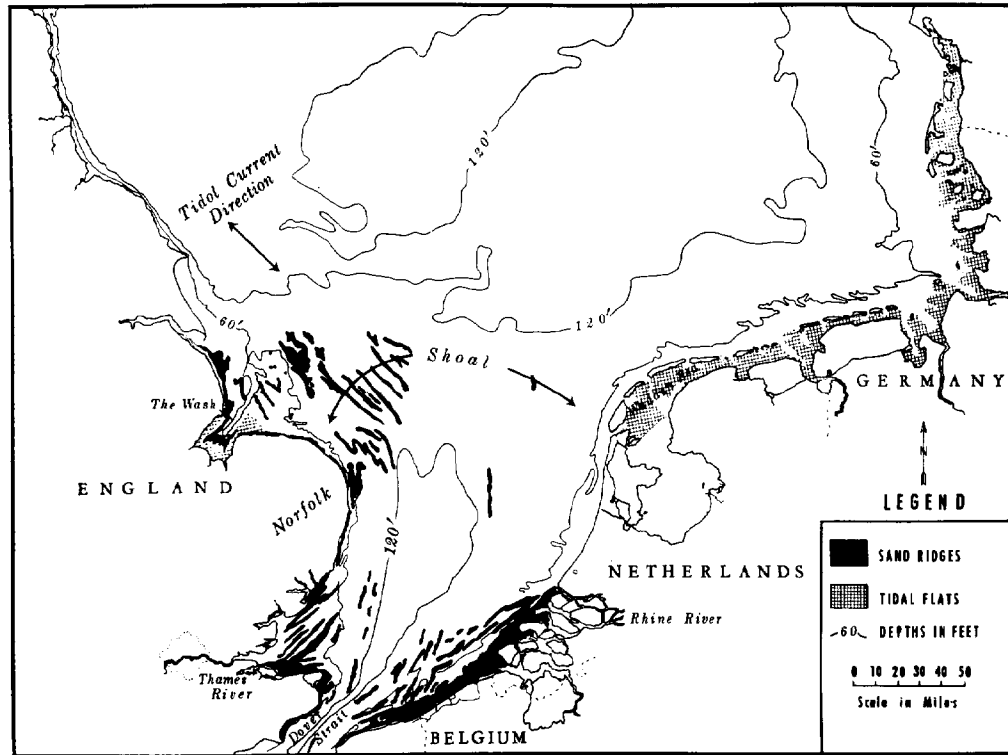 120'
60'
Tidol Current
Direction
60'
120'
Shoal
The Wash
GERMANY
ENGLAND
Norfolk
120'
N
LEGEND
SAND RIDGES
TIDAL FLATS
60 DEPTHS IN FEET
0 10 20 30 40 50
Scale in Miles
NETHERLANDS
Rhine River
Thames
River
Dover
Strait
BELGIUM